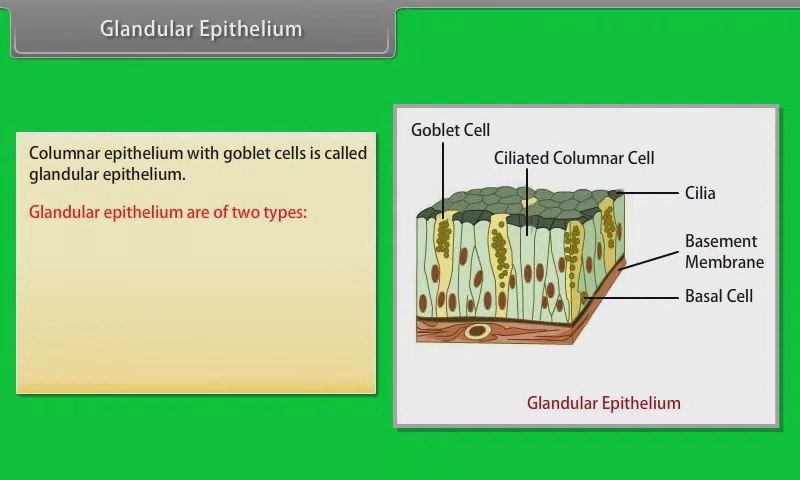 Glandular Epithelium
Columnar epithelium with goblet cells is called
glandular epithelium.
Glandular epithelium are of two types:
Goblet Cell
Ciliated Columnar Cell
Cilia
Basement
Membrane
Basal Cell
Glandular Epithelium